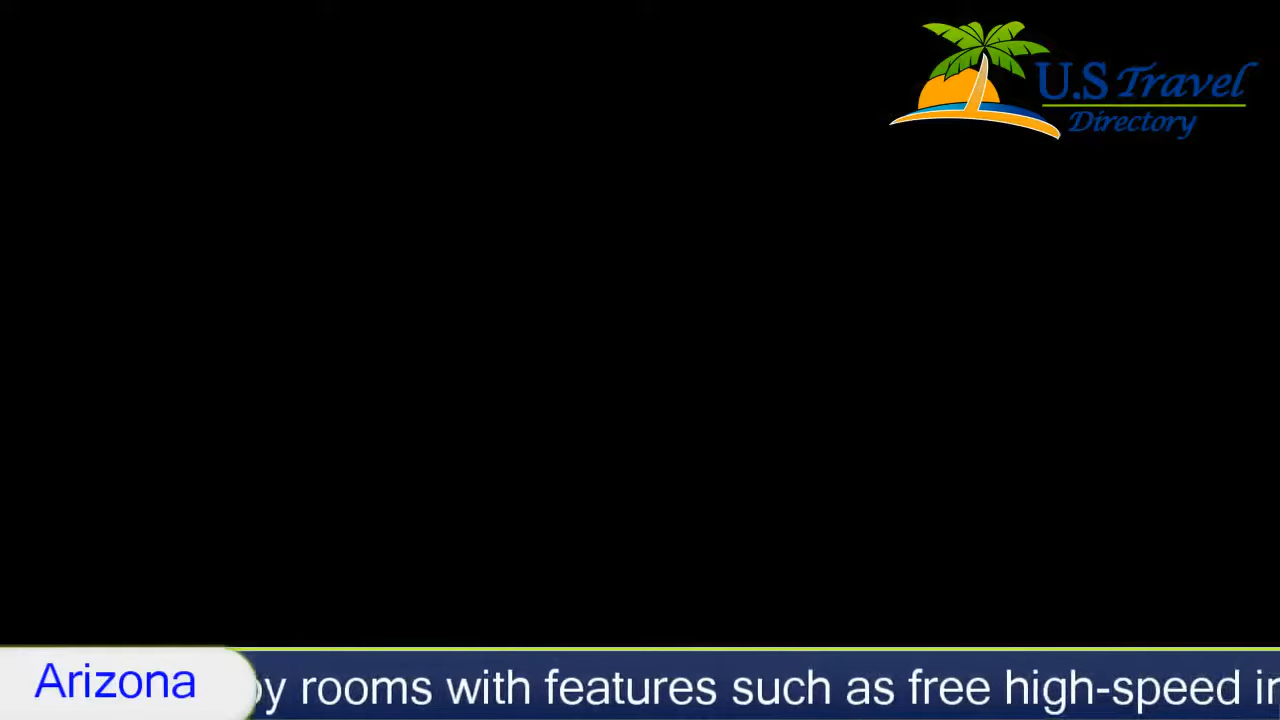 U.S Travel
Directory
Arizona
rooms with features such as free high-speed